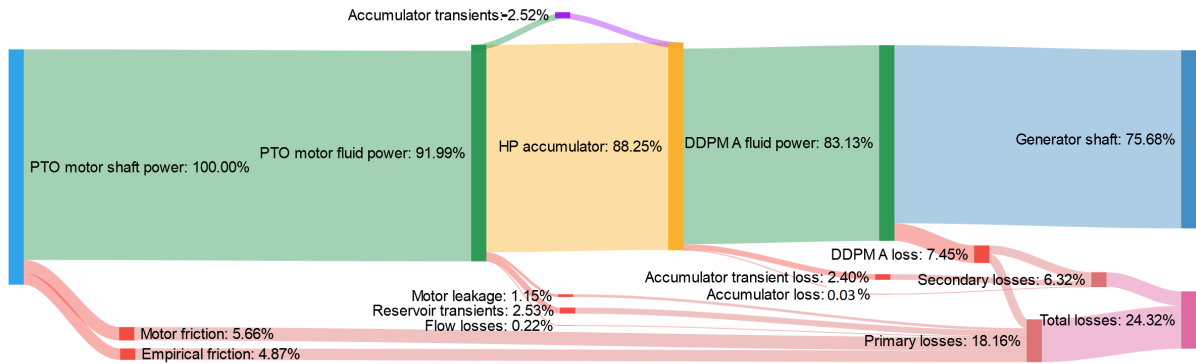 Accumulator transients:-2.52%
PTO motor shaft power: 100.00%
PTO motor fluid power: 91.99%
HP accumulator: 88.25%
DDPM A fluid power: 83.13%
Generator shaft: 75.68%
DDPM A loss: 7.45%
Accumulator transient loss: 2.40%
Secondary losses: 6.32%
Accumulator loss: 0.03%
Motor leakage: 1.15%
Reservoir transients: 2.53%
Flow losses: 0.22%
Total losses: 24.32%
Motor friction: 5.66%
Primary losses: 18.16%
Empirical friction: 4.87%